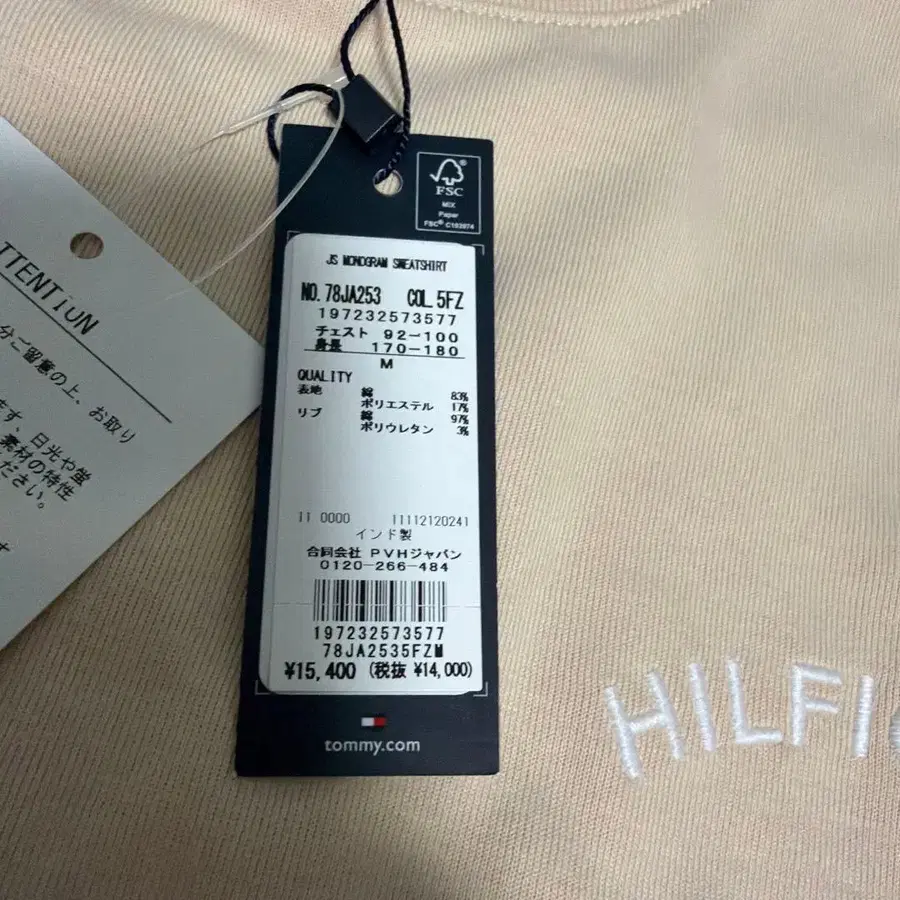 FSC®
MIX
Paper
FSC® C103974
JS MONOGRAM SWEATSHIRT
NO. 78JA253 COL. 5FZ
197232573577
チェスト 92-100
身長 170-180
M
QUALITY
表地 綿 83%
ポリエステル 17%
リブ 綿 97%
ポリウレタン 3%
11 0000 11112120241
インド製
合同会社 PVHジャパン
0120-266-484
197232573577
78JA2535FZM
¥15,400 (税抜 ¥14,000)
tommy.com
TTENTiUN
分ご留意の上、お取り
ます、日光や蛍
素材の特性
ださい。
す
HILFIG